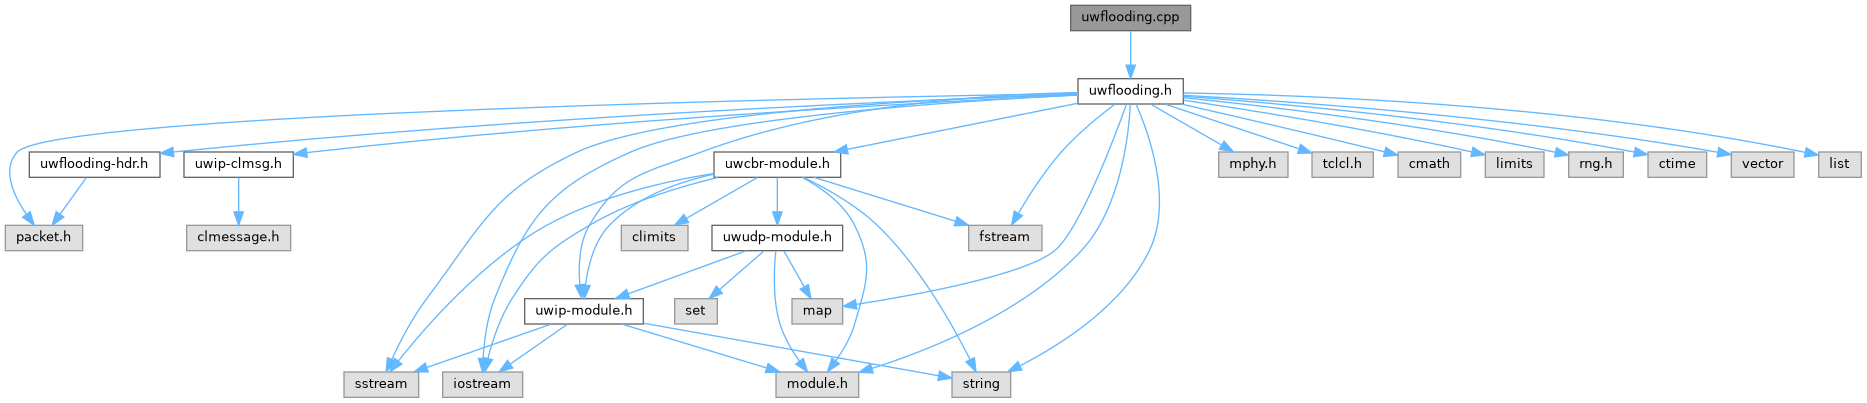 uwflooding.cpp
uwflooding.h
uwflooding-hdr.h
uwip-clmsg.h
uwcbr-module.h
mphy.h
tclcl.h
cmath
limits
rng.h
ctime
vector
list
packet.h
clmessage.h
climits
uwudp-module.h
fstream
uwip-module.h
set
map
sstream
iostream
module.h
string